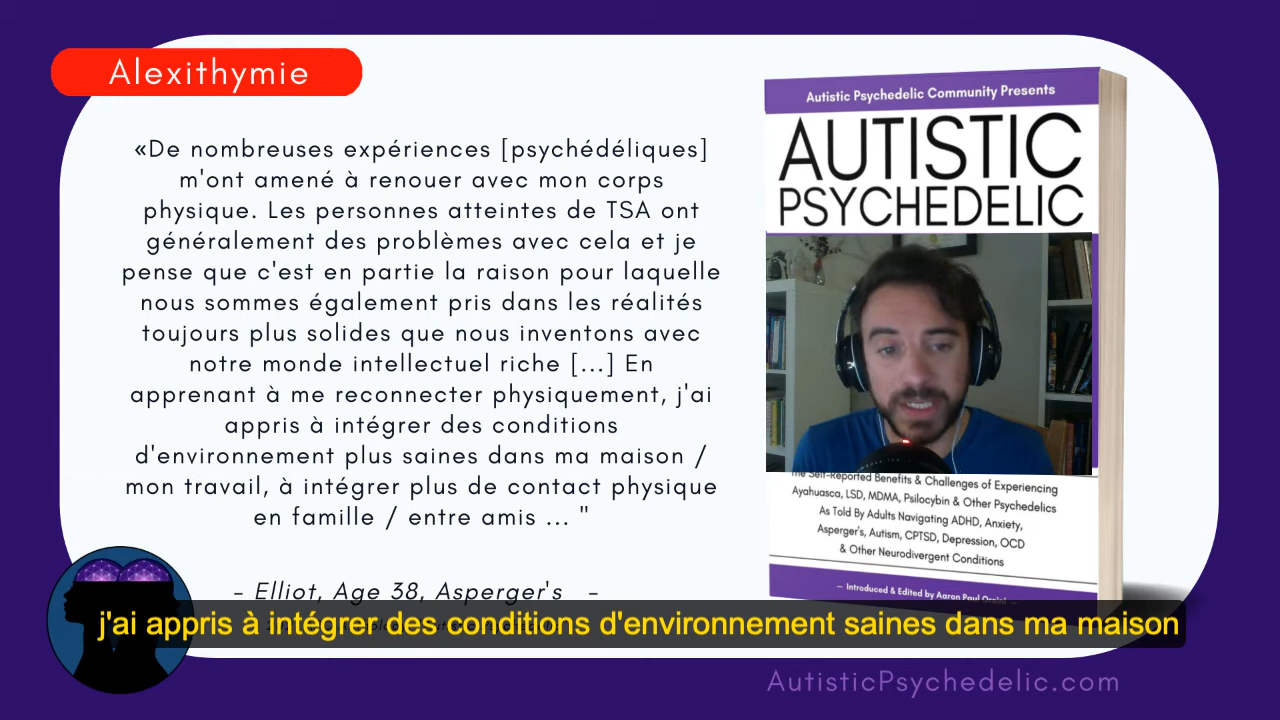 Alexithymie
«De nombreuses expériences [psychédéliques]
m'ont amené à renouer avec mon corps
physique. Les personnes atteintes de TSA ont
généralement des problèmes avec cela et je
pense que c'est en partie la raison pour laquelle
nous sommes également pris dans les réalités
toujours plus solides que nous inventons avec
notre monde intellectuel riche [...] En
apprenant à me reconnecter physiquement, j'ai
appris à intégrer des conditions
d'environnement plus saines dans ma maison /
mon travail, à intégrer plus de contact physique
en famille / entre amis ... "
– Elliot, Age 38, Asperger's –
Autistic Psychedelic Community Presents
AUTISTIC
PSYCHEDELIC
The Self-Reported Benefits & Challenges of Experiencing
Ayahuasca, LSD, MDMA, Psilocybin & Other Psychedelics
As Told By Adults Navigating ADHD, Anxiety,
Asperger's, Autism, CPTSD, Depression, OCD
& Other Neurodivergent Conditions
– Introduced & Edited by Aaron Paul
j'ai appris à intégrer des conditions d'environnement saines dans ma maison
AutisticPsychedelic.com